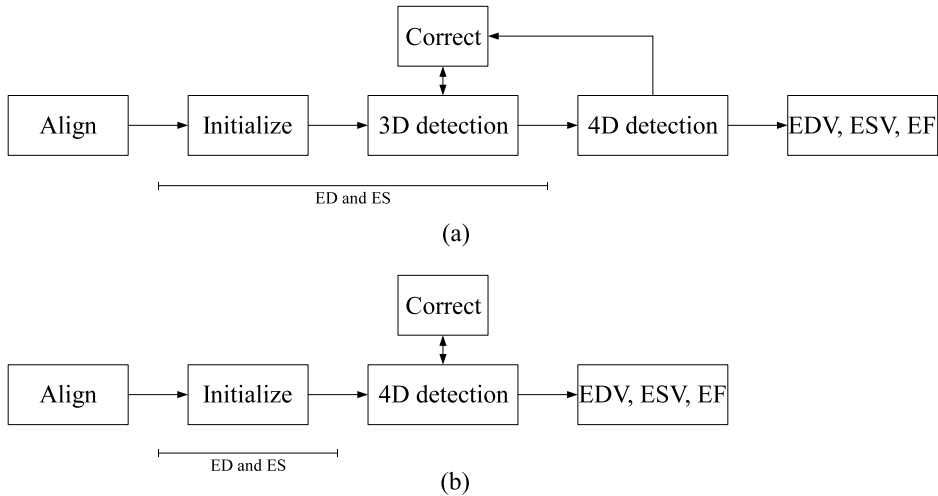 Correct
Align
Initialize
3D detection
4D detection
EDV, ESV, EF
ED and ES
(a)
Correct
Align
Initialize
4D detection
EDV, ESV, EF
ED and ES
(b)